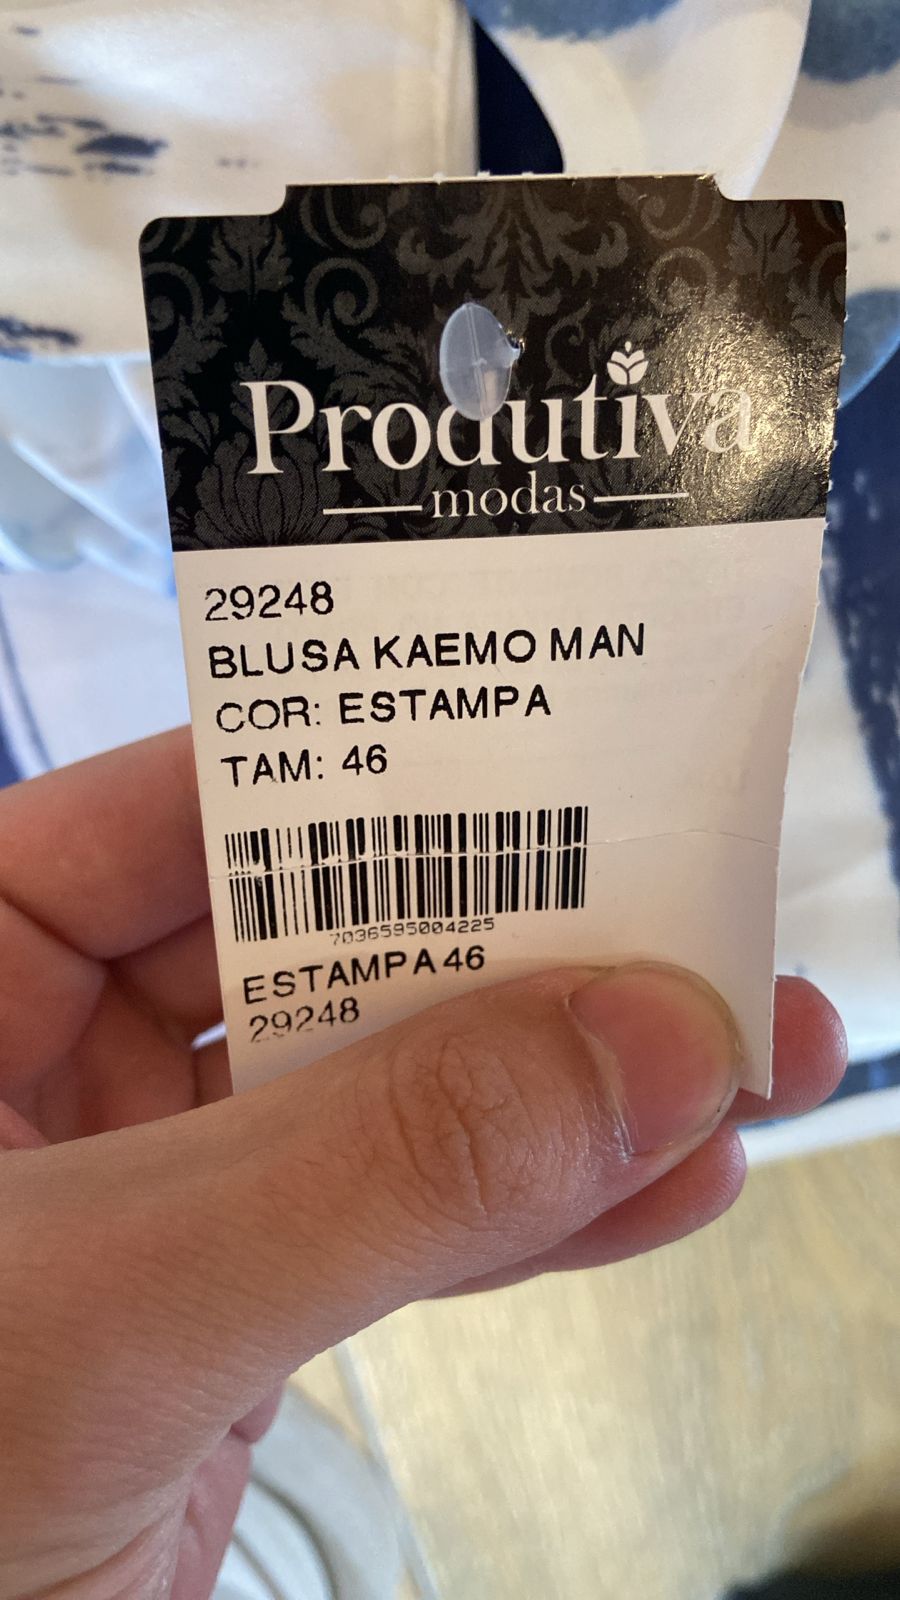 Produtiva
modas
29248
BLUSA KAEMO MAN
COR: ESTAMPA
TAM: 46
7036595004225
ESTAMPA 46
29248